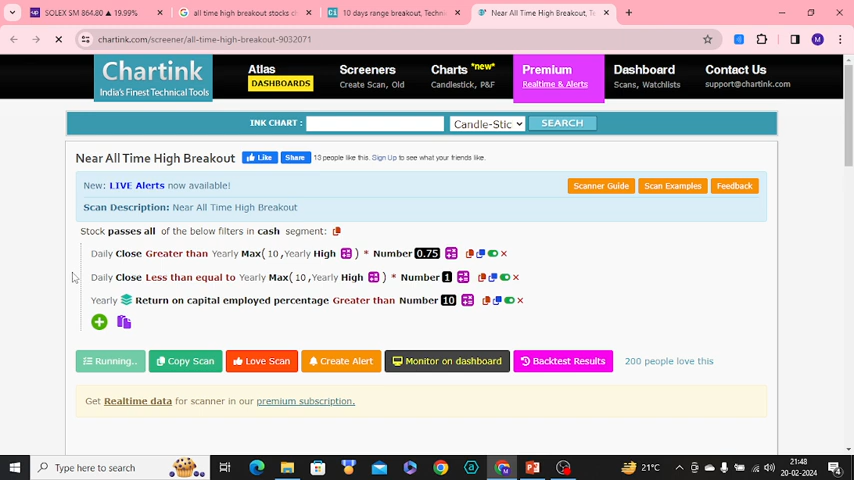 SOLEX SM 864.80 ▲ 19.99%
all time high breakout stocks c
10 days range breakout, Techni
Near All Time High Breakout, T
chartink.com/screener/all-time-high-breakout-9032071
M
Chartink
India's Finest Technical Tools
Atlas
DASHBOARDS
Screeners
Create Scan, Old
Charts *new*
Candlestick, P&F
Premium
Realtime & Alerts
Dashboard
Scans, Watchlists
Contact Us
support@chartink.com
INK CHART :
Candle-Stic
SEARCH
Near All Time High Breakout
Like
Share
13 people like this. Sign Up to see what your friends like.
New: LIVE Alerts now available!
Scanner Guide
Scan Examples
Feedback
Scan Description: Near All Time High Breakout
Stock passes all of the below filters in cash segment:
Daily Close Greater than Yearly Max( 10 , Yearly High ) * Number 0.75
Daily Close Less than equal to Yearly Max( 10 , Yearly High ) * Number 1
Yearly Return on capital employed percentage Greater than Number 10
Running...
Copy Scan
Love Scan
Create Alert
Monitor on dashboard
Backtest Results
200 people love this
Get Realtime data for scanner in our premium subscription.
Type here to search
21°C
21:48
20-02-2024
4